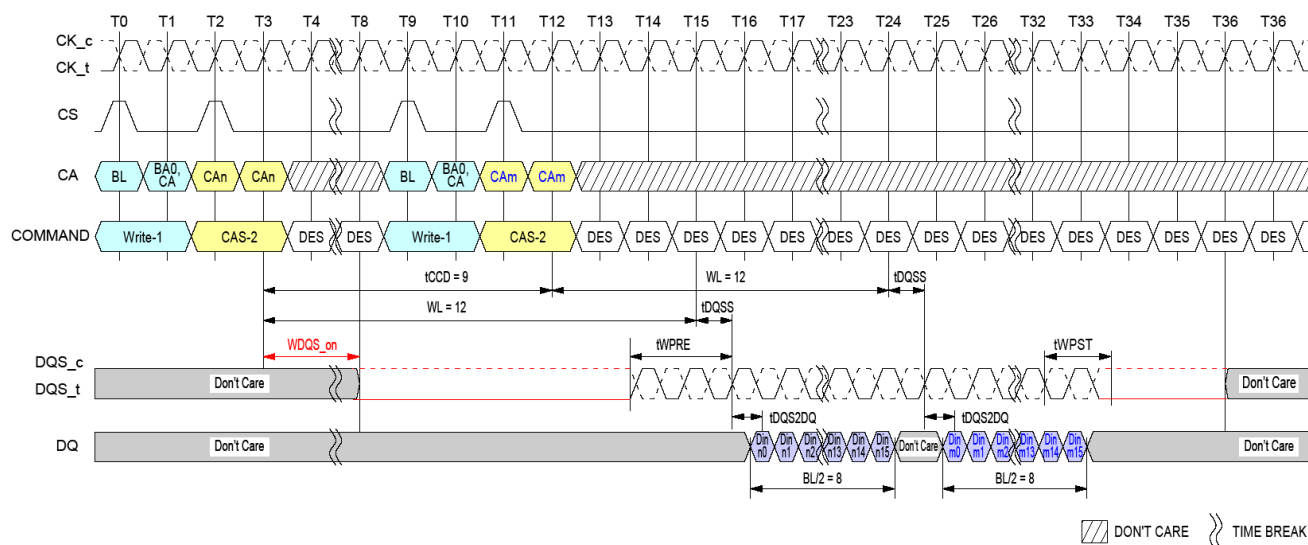 T0 T1 T2 T3 T4 T8 T9 T10 T11 T12 T13 T14 T15 T16 T17 T23 T24 T25 T26 T32 T33 T34 T35 T36 T36
CK_c
CK_t
CS
CA BL BA0, CA CAn CAn BL BA0, CA CAm CAm
COMMAND Write-1 CAS-2 DES DES Write-1 CAS-2 DES DES DES DES DES DES DES DES DES DES DES DES DES DES DES
tCCD = 9 WL = 12 tDQSS
WL = 12 tDQSS
WDQS_on tWPRE tWPST
DQS_c
DQS_t Don't Care Don't Care
tDQS2DQ tDQS2DQ
DQ Don't Care Din n0 Din n1 Din n2 Din n13 Din n14 Din n15 Don't Care Din m0 Din m1 Din m2 Din m13 Din m14 Din m15 Don't Care
BL/2 = 8 BL/2 = 8
DON'T CARE TIME BREAK